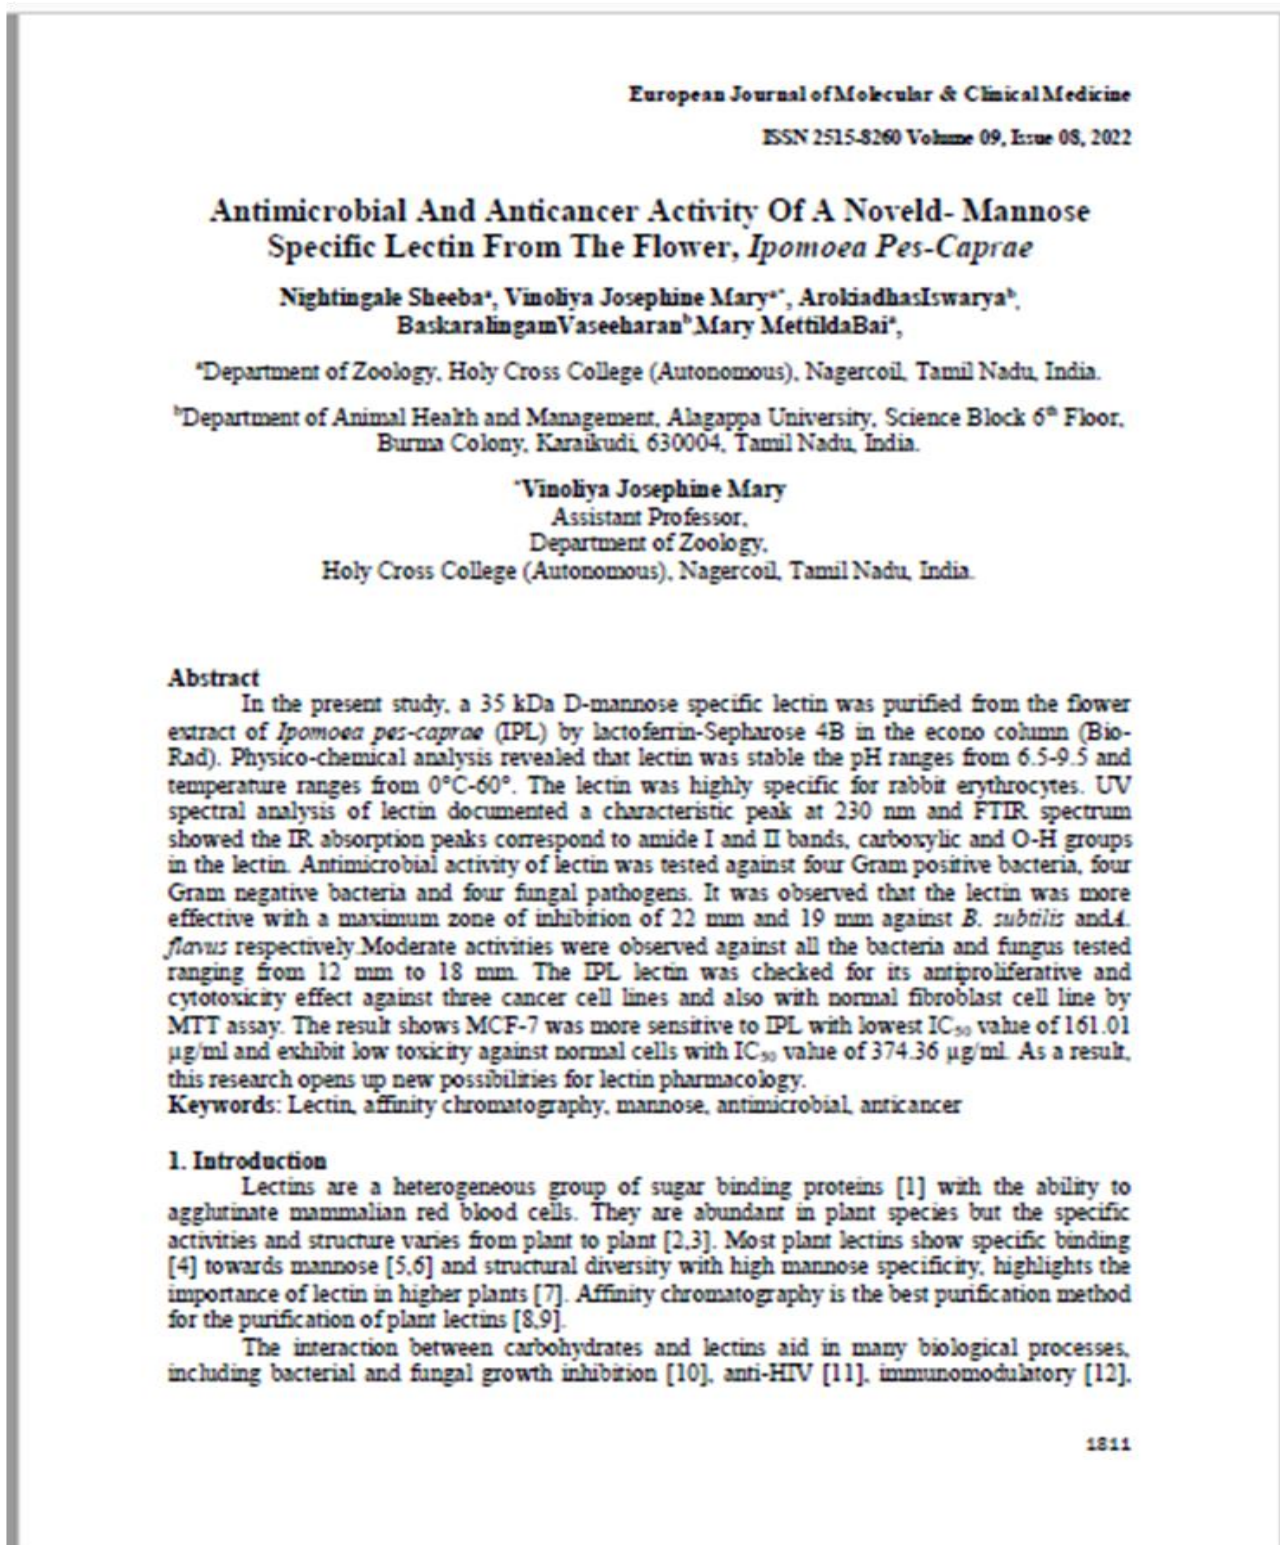 European Journal of Molecular & Clinical Medicine
ISSN 2515-8260 Volume 09, Issue 08, 2022
Antimicrobial And Anticancer Activity Of A Noveld- Mannose
Specific Lectin From The Flower, Ipomoea Pes-Caprae
Nightingale Sheebaª, Vinoliya Josephine Maryª*, ArokiadhasIswaryaᵇ,
BaskaralingamVaseeharanᵇ,Mary MettildaBaiª,
ªDepartment of Zoology, Holy Cross College (Autonomous), Nagercoil, Tamil Nadu, India.
ᵇDepartment of Animal Health and Management, Alagappa University, Science Block 6ᵗʰ Floor,
Burma Colony, Karaikudi, 630004, Tamil Nadu, India.
*Vinoliya Josephine Mary
Assistant Professor,
Department of Zoology,
Holy Cross College (Autonomous), Nagercoil, Tamil Nadu, India.
Abstract
In the present study, a 35 kDa D-mannose specific lectin was purified from the flower
extract of Ipomoea pes-caprae (IPL) by lactoferrin-Sepharose 4B in the econo column (Bio-
Rad). Physico-chemical analysis revealed that lectin was stable the pH ranges from 6.5-9.5 and
temperature ranges from 0°C-60°. The lectin was highly specific for rabbit erythrocytes. UV
spectral analysis of lectin documented a characteristic peak at 230 nm and FTIR spectrum
showed the IR absorption peaks correspond to amide I and II bands, carboxylic and O-H groups
in the lectin. Antimicrobial activity of lectin was tested against four Gram positive bacteria, four
Gram negative bacteria and four fungal pathogens. It was observed that the lectin was more
effective with a maximum zone of inhibition of 22 mm and 19 mm against B. subtilis andA.
flavus respectively.Moderate activities were observed against all the bacteria and fungus tested
ranging from 12 mm to 18 mm. The IPL lectin was checked for its antiproliferative and
cytotoxicity effect against three cancer cell lines and also with normal fibroblast cell line by
MTT assay. The result shows MCF-7 was more sensitive to IPL with lowest IC₅₀ value of 161.01
µg/ml and exhibit low toxicity against normal cells with IC₅₀ value of 374.36 µg/ml. As a result,
this research opens up new possibilities for lectin pharmacology.
Keywords: Lectin, affinity chromatography, mannose, antimicrobial, anticancer
1. Introduction
Lectins are a heterogeneous group of sugar binding proteins [1] with the ability to
agglutinate mammalian red blood cells. They are abundant in plant species but the specific
activities and structure varies from plant to plant [2,3]. Most plant lectins show specific binding
[4] towards mannose [5,6] and structural diversity with high mannose specificity, highlights the
importance of lectin in higher plants [7]. Affinity chromatography is the best purification method
for the purification of plant lectins [8,9].
The interaction between carbohydrates and lectins aid in many biological processes,
including bacterial and fungal growth inhibition [10], anti-HIV [11], immunomodulatory [12],
1811